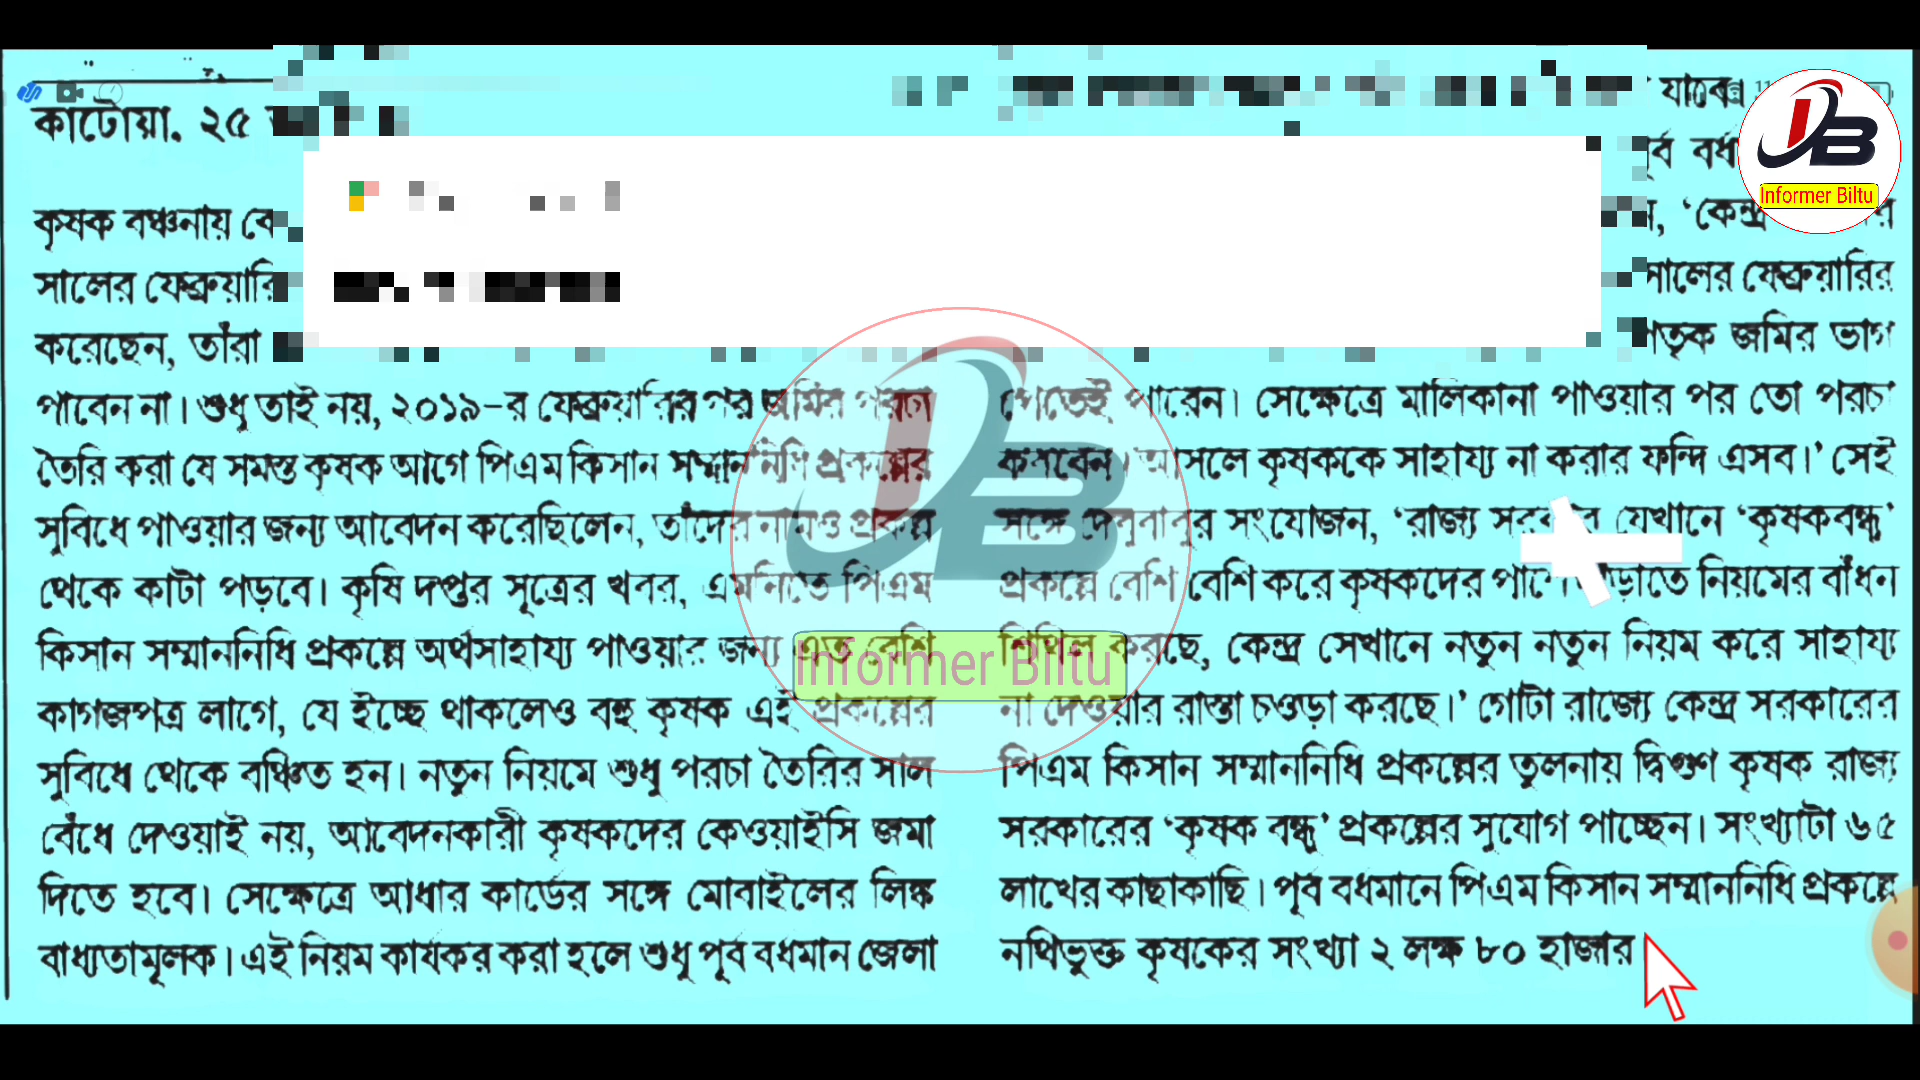 কাটোয়া, ২৫
কৃষক বঞ্চনায়
সালের ফেব্রুয়ারি
করেছেন, তাঁরা
পাবেন না। শুধু তাই নয়, ২০১৯-র ফেব্রুয়ারির পর জমির পরচা
তৈরি করা যে সমস্ত কৃষক আগে পিএম কিসান সম্মাননিধি প্রকল্পের
সুবিধে পাওয়ার জন্য আবেদন করেছিলেন, তাঁদের নামও প্রকল্প
থেকে কাটা পড়বে। কৃষি দপ্তর সূত্রের খবর, এমনিতে পিএম
কিসান সম্মাননিধি প্রকল্পে অর্থসাহায্য পাওয়ার জন্য এত বেশি
কাগজপত্র লাগে, যে ইচ্ছে থাকলেও বহু কৃষক এই প্রকল্পের
সুবিধে থেকে বঞ্চিত হন। নতুন নিয়মে শুধু পরচা তৈরির সাল
বেঁধে দেওয়াই নয়, আবেদনকারী কৃষকদের কেওয়াইসি জমা
দিতে হবে। সেক্ষেত্রে আধার কার্ডের সঙ্গে মোবাইলের লিঙ্ক
বাধ্যতামূলক। এই নিয়ম কার্যকর করা হলে শুধু পূর্ব বর্ধমান জেলা
যাবে।
‘কেন্দ্র
সালের ফেব্রুয়ারির
জমির ভাগ
পেতেই পারেন। সেক্ষেত্রে মালিকানা পাওয়ার পর তো পরচা
করবেন। আসলে কৃষককে সাহায্য না করার ফন্দি এসব।’ সেই
সঙ্গে দেবুবাবুর সংযোজন, ‘রাজ্য সরকার যেখানে ‘কৃষকবন্ধু’
প্রকল্পে বেশি বেশি করে কৃষকদের পাশে দাঁড়াতে নিয়মের বাঁধন
শিথিল করছে, কেন্দ্র সেখানে নতুন নতুন নিয়ম করে সাহায্য
না দেওয়ার রাস্তা চওড়া করছে।’ গোটা রাজ্যে কেন্দ্র সরকারের
পিএম কিসান সম্মাননিধি প্রকল্পের তুলনায় দ্বিগুণ কৃষক রাজ্য
সরকারের ‘কৃষক বন্ধু’ প্রকল্পের সুযোগ পাচ্ছেন। সংখ্যাটা ৬৫
লাখের কাছাকাছি। পূর্ব বর্ধমানে পিএম কিসান সম্মাননিধি প্রকল্পে
নথিভুক্ত কৃষকের সংখ্যা ২ লক্ষ ৮০ হাজার
Informer Biltu
Informer Biltu